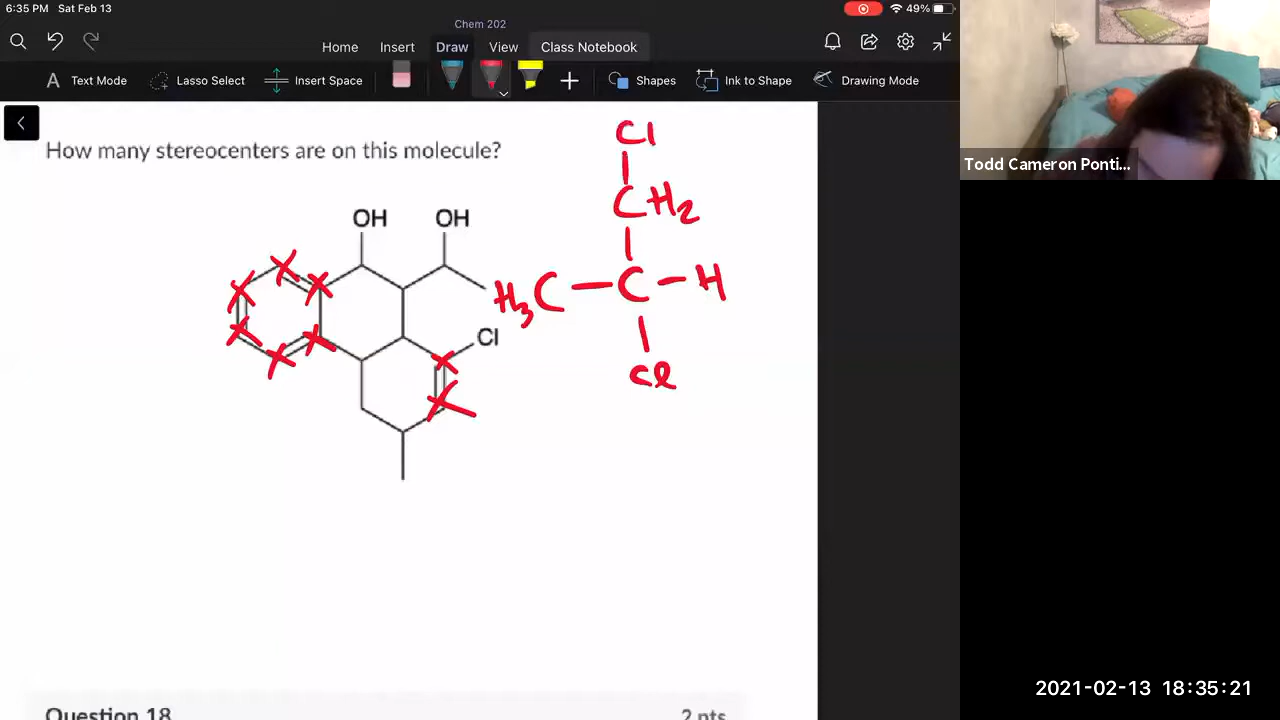 6:35 PM Sat Feb 13
49%
Chem 202
Home Insert Draw View Class Notebook
A Text Mode Lasso Select Insert Space Shapes Ink to Shape Drawing Mode
How many stereocenters are on this molecule?
Cl
CH2
OH OH
H3C C H
Cl
Cl
Question 18
2 pts
Todd Cameron Ponti...
2021-02-13 18:35:21